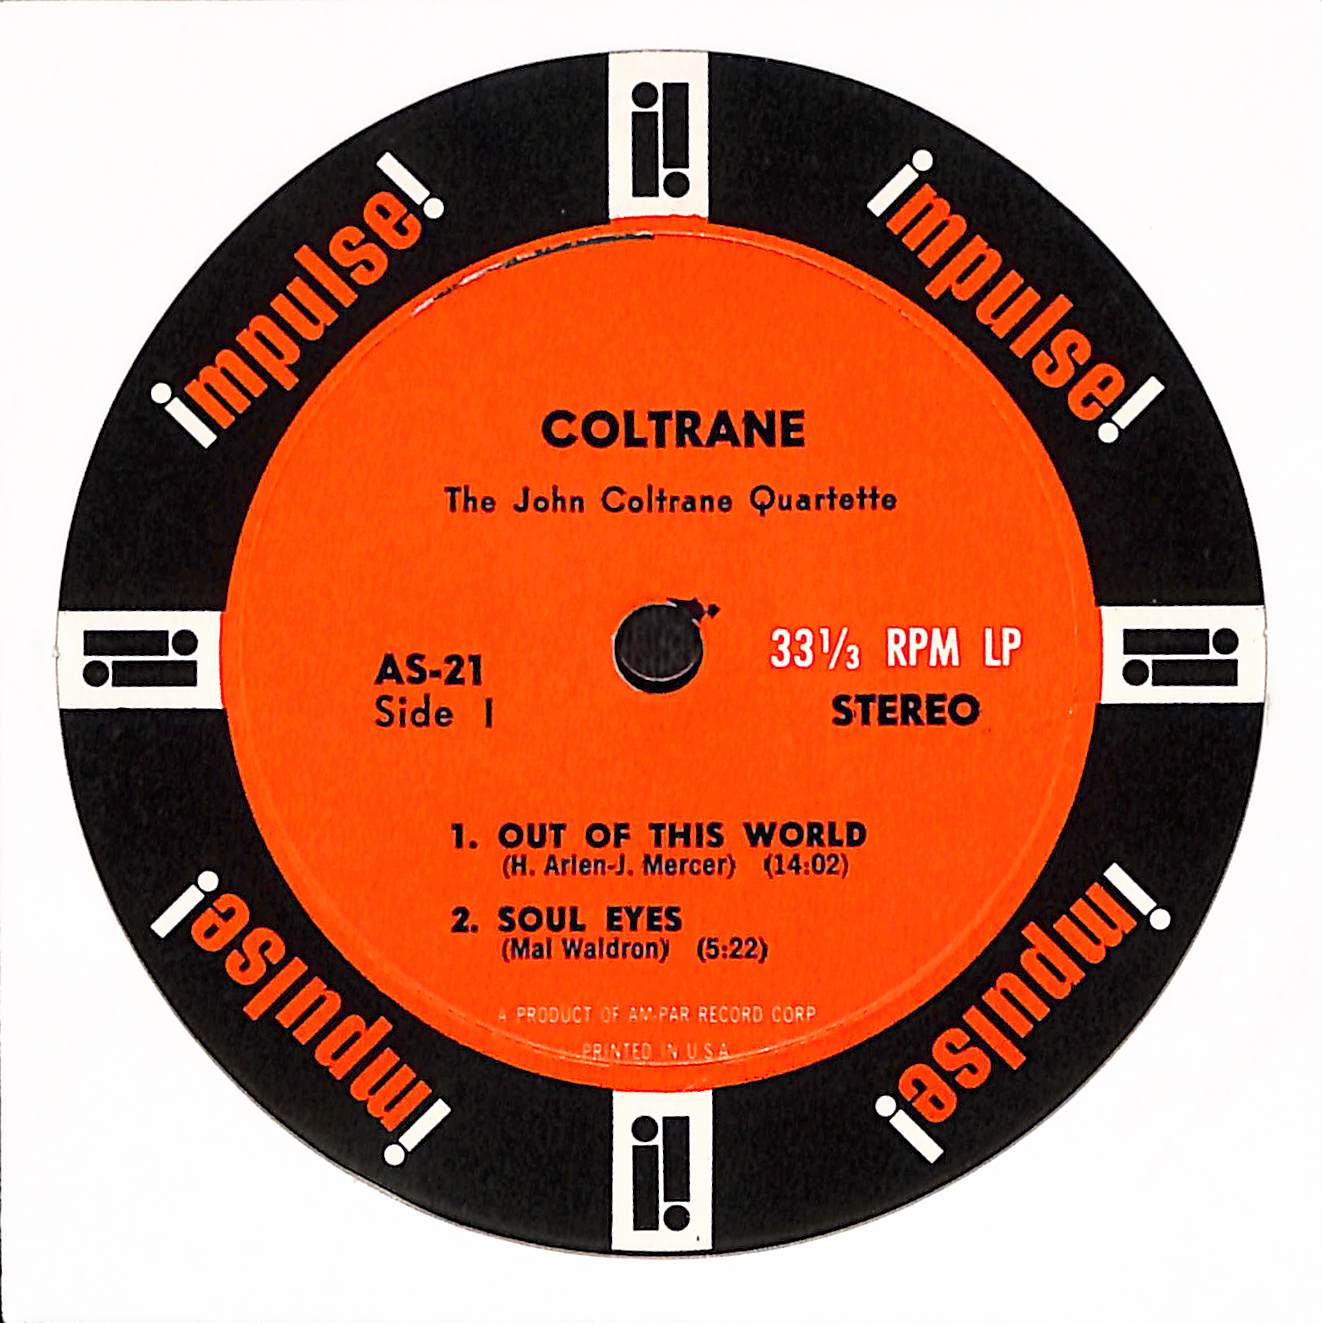 impulse!
impulse!
COLTRANE
The John Coltrane Quartette
33⅓ RPM LP
AS-21
STEREO
Side 1
1. OUT OF THIS WORLD
(H. Arlen-J. Mercer) (14:02)
2. SOUL EYES
(Mal Waldron) (5:22)
A PRODUCT OF AM-PAR RECORD CORP
PRINTED IN U S A
impulse!
impulse!